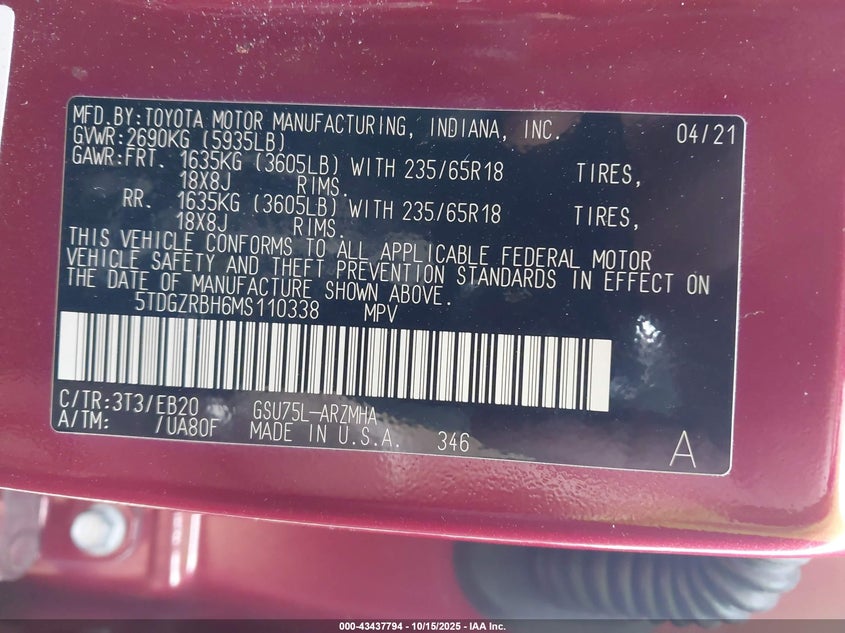 MFD.BY:TOYOTA MOTOR MANUFACTURING, INDIANA, INC. 04/21
GVWR:2690KG (5935LB)
GAWR:FRT. 1635KG (3605LB) WITH 235/65R18 TIRES,
18X8J RIMS.
RR. 1635KG (3605LB) WITH 235/65R18 TIRES,
18X8J RIMS.
THIS VEHICLE CONFORMS TO ALL APPLICABLE FEDERAL MOTOR
VEHICLE SAFETY AND THEFT PREVENTION STANDARDS IN EFFECT ON
THE DATE OF MANUFACTURE SHOWN ABOVE.
5TDGZRBH6MS110338 MPV
C/TR:3T3/EB20 GSU75L-ARZMHA
A/TM: /UA80F MADE IN U.S.A. 346 A
000-43437794 - 10/15/2025 - IAA Inc.